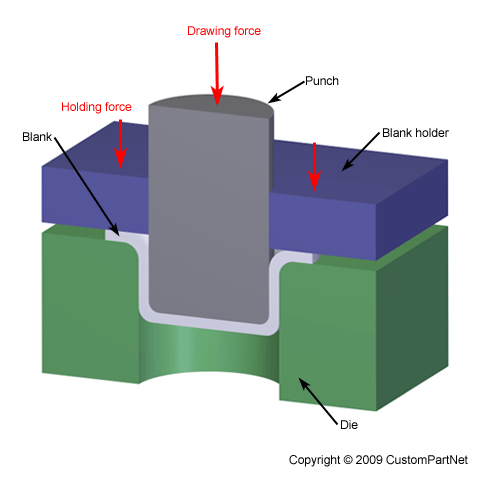 Drawing force
Punch
Holding force
Blank
Blank holder
Die
Copyright © 2009 CustomPartNet